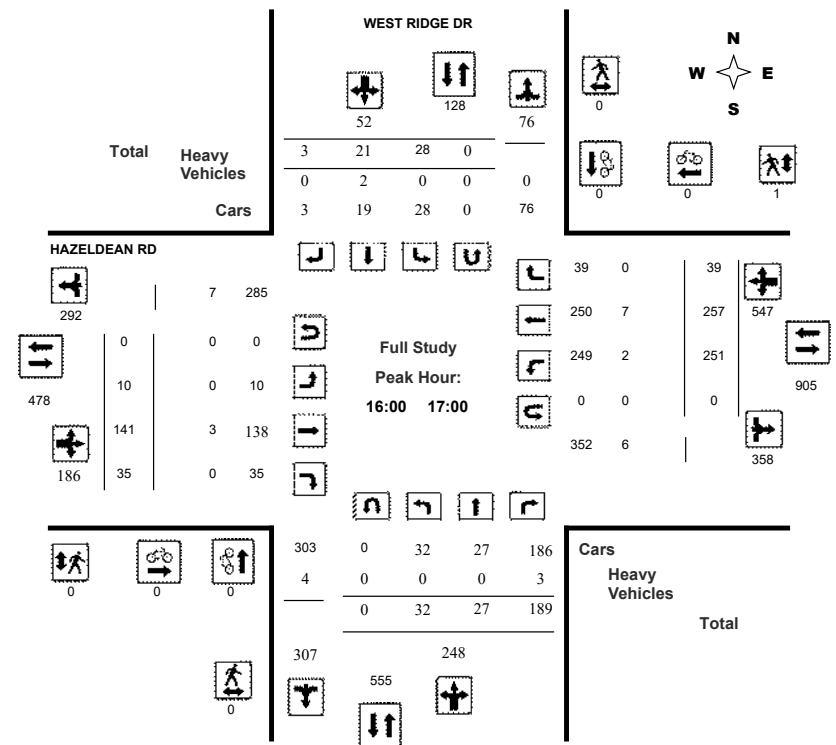 WEST RIDGE DR
N
W E
S
128
0
52 76
Total Heavy Vehicles
3 21 28 0
0 2 0 0 0
Cars 3 19 28 0 76
0 0 1
HAZELDEAN RD
292 7 285
0 0 0
478 10 0 10
141 3 138
186 35 0 35
Full Study
Peak Hour:
16:00 17:00
39 0 39
250 7 257 547
249 2 251
0 0 0 905
352 6 358
303 0 32 27 186 Cars
4 0 0 0 3 Heavy Vehicles
0 32 27 189 Total
0 0 0
307 248
555
0